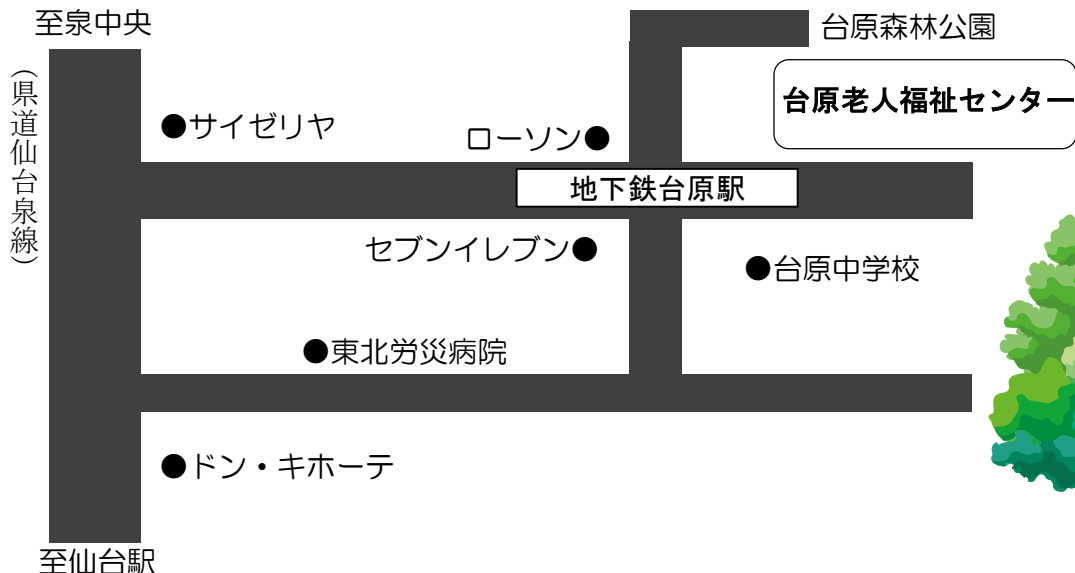 至泉中央
台原森林公園
(県道仙台泉線)
台原老人福祉センター
●サイゼリヤ
ローソン●
地下鉄台原駅
セブンイレブン●
●台原中学校
●東北労災病院
●ドン・キホーテ
至仙台駅